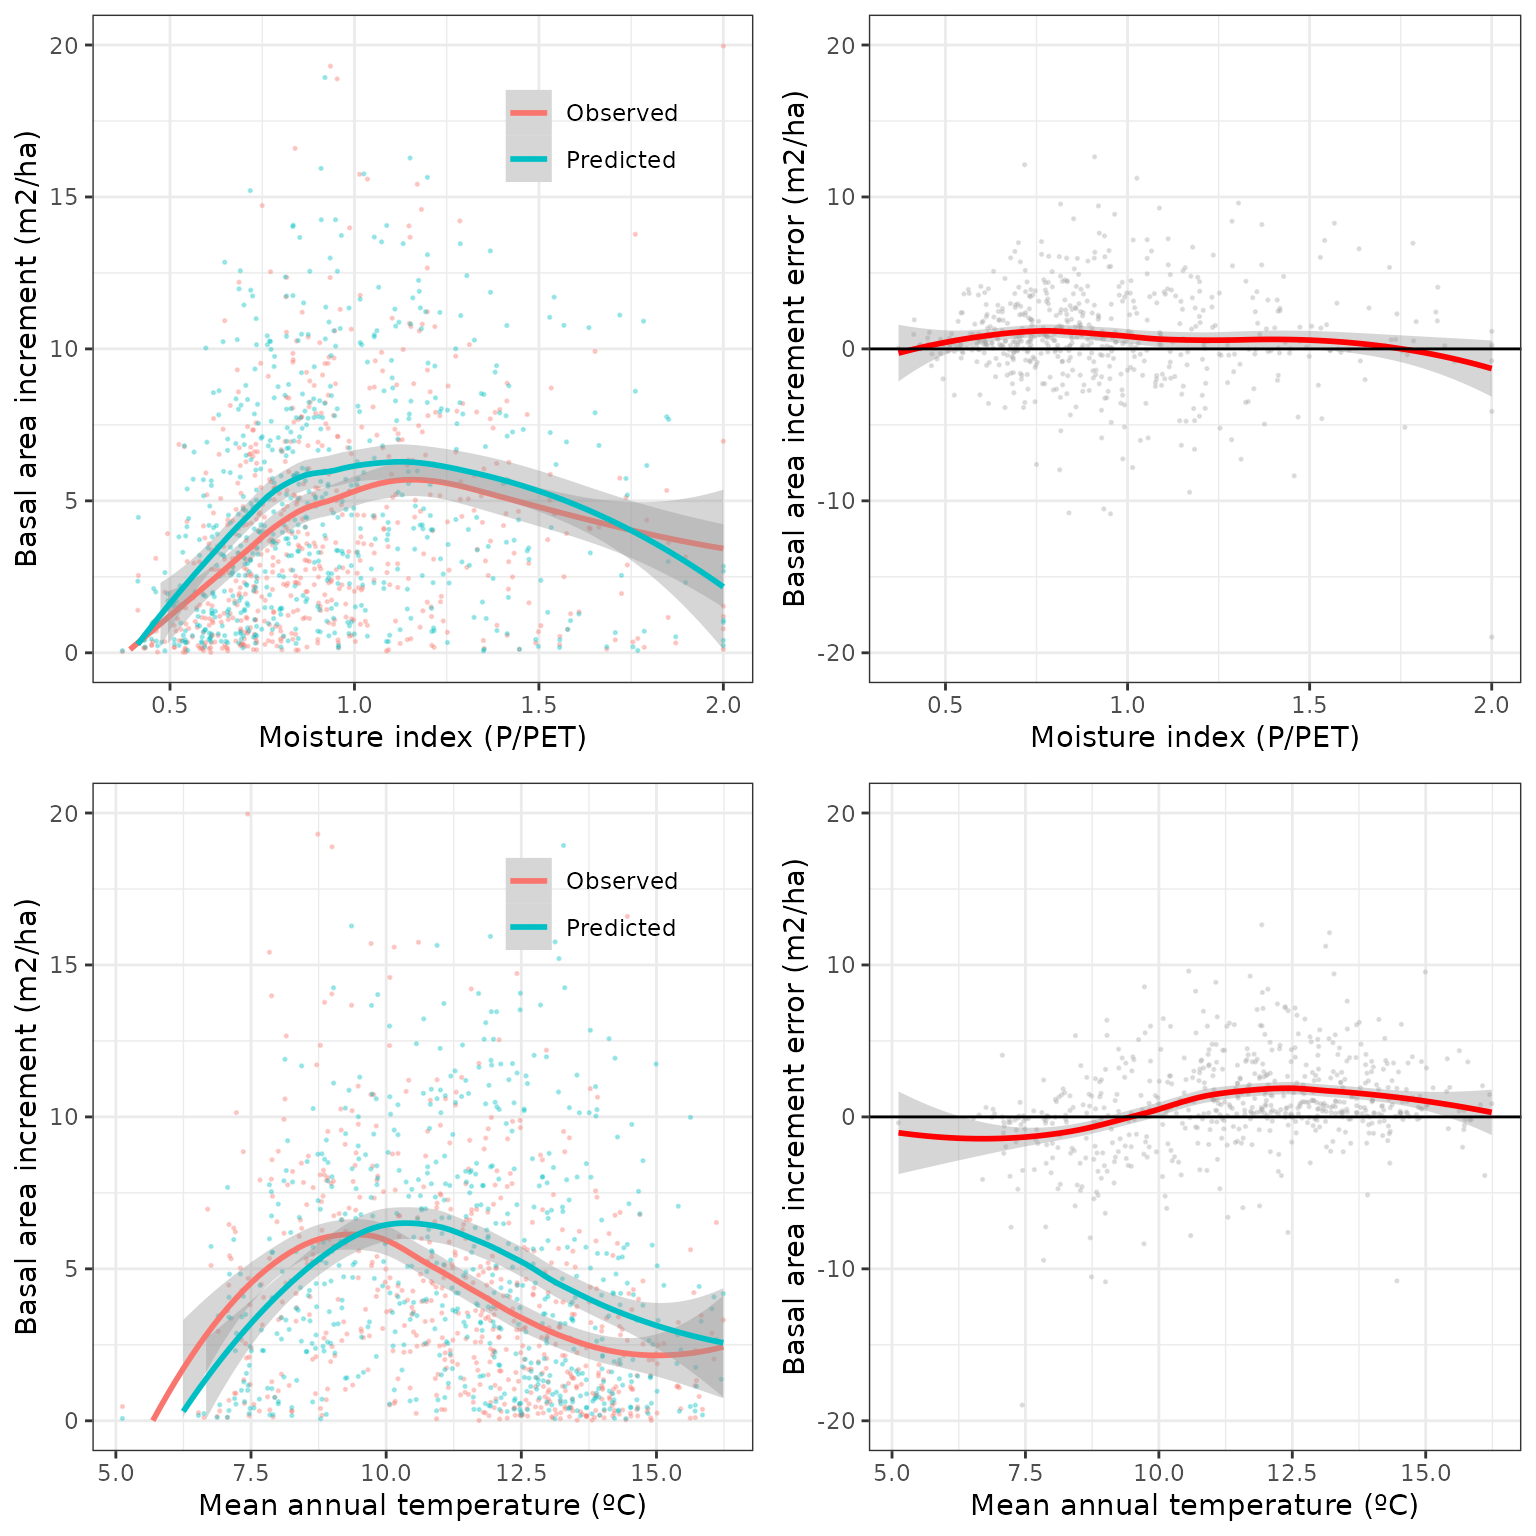 Basal area increment (m2/ha)
20
15
10
5
0
Observed
Predicted
0.5 1.0 1.5 2.0
Moisture index (P/PET)
Basal area increment error (m2/ha)
20
10
0
-10
-20
0.5 1.0 1.5 2.0
Moisture index (P/PET)
Basal area increment (m2/ha)
20
15
10
5
0
Observed
Predicted
5.0 7.5 10.0 12.5 15.0
Mean annual temperature (ºC)
Basal area increment error (m2/ha)
20
10
0
-10
-20
5.0 7.5 10.0 12.5 15.0
Mean annual temperature (ºC)